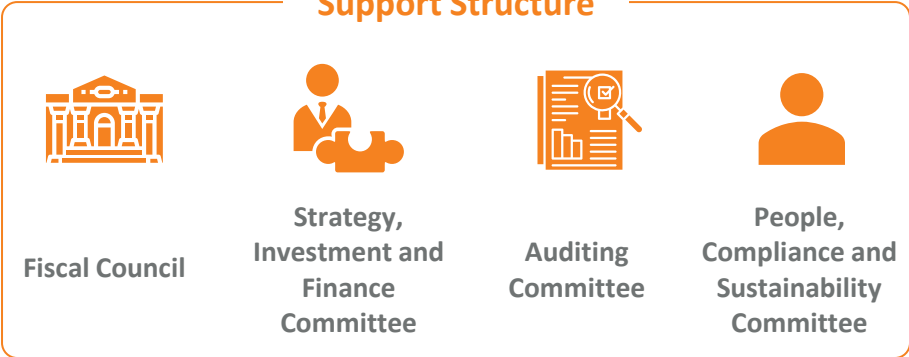 Support Structure
Fiscal Council
Strategy,
Investment and
Finance
Committee
Auditing
Committee
People,
Compliance and
Sustainability
Committee